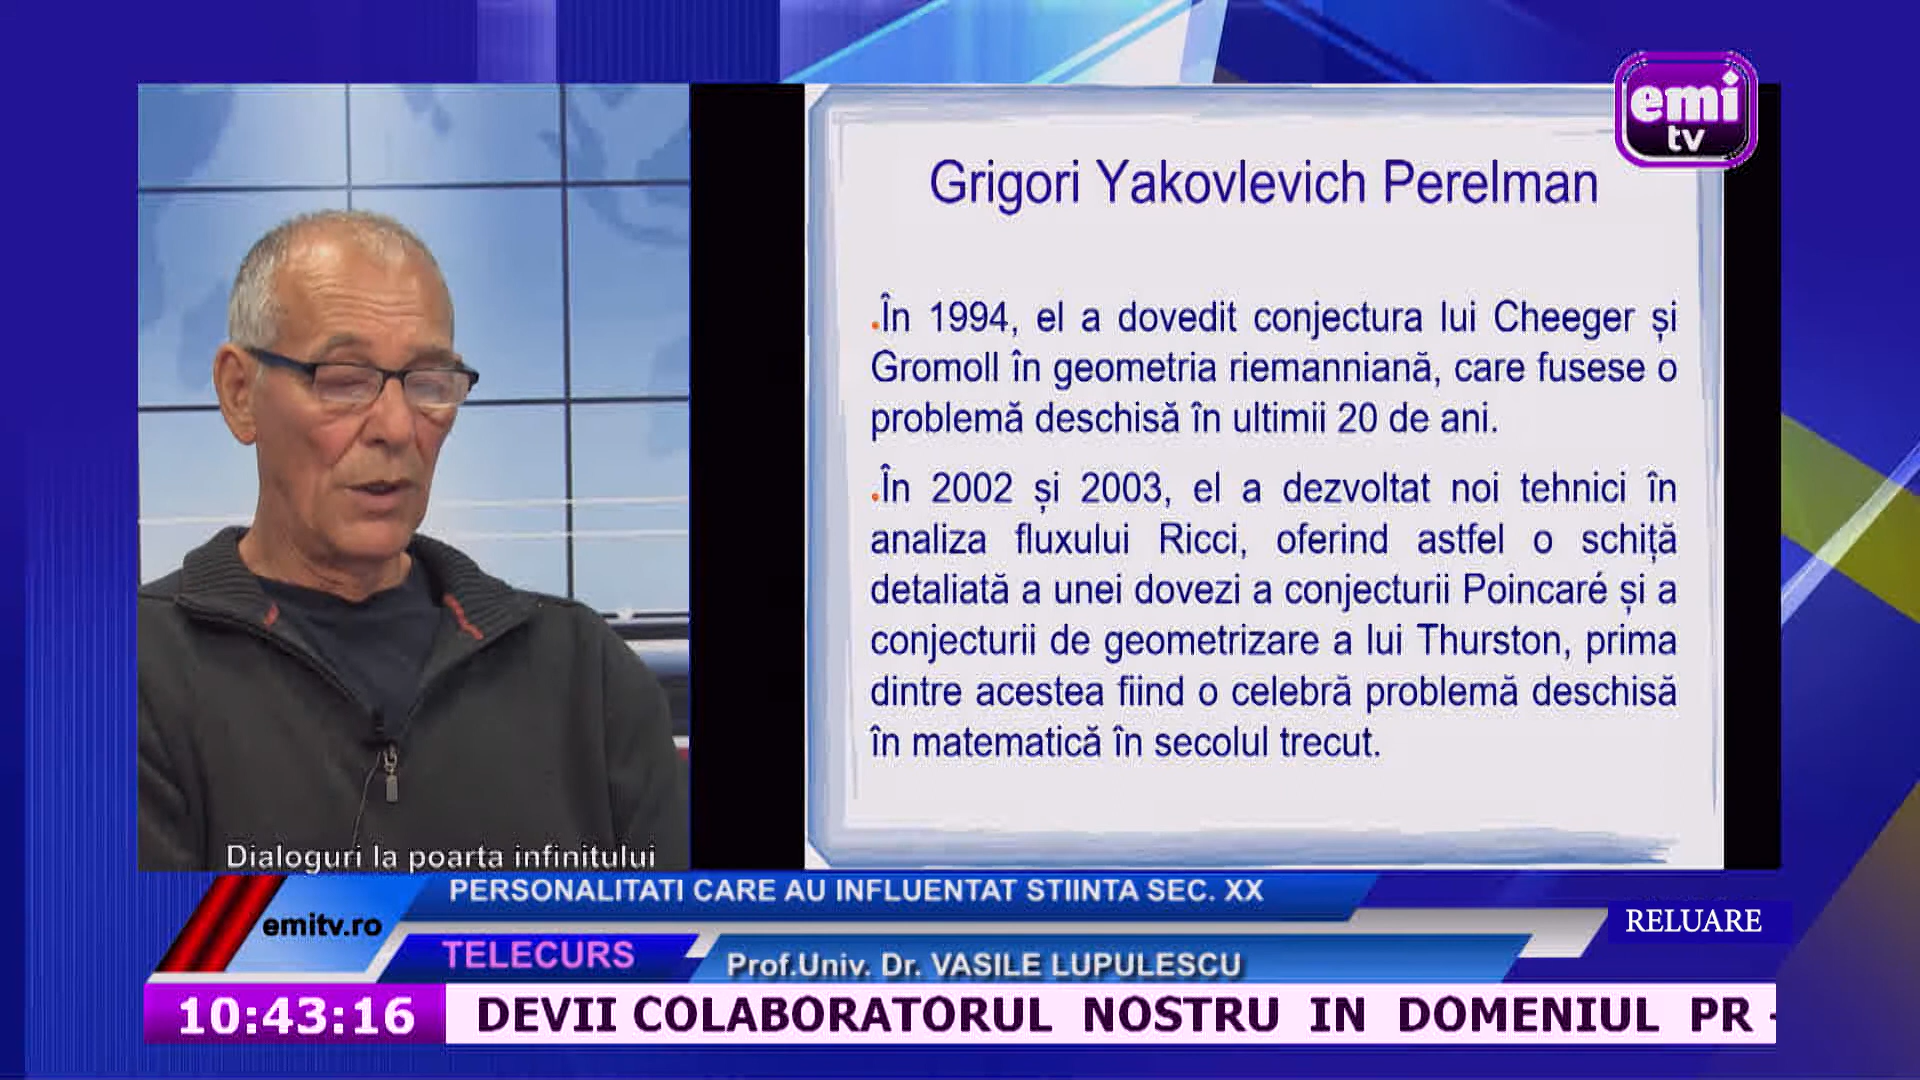 emi
tv
Grigori Yakovlevich Perelman
În 1994, el a dovedit conjectura lui Cheeger și
Gromoll în geometria riemanniană, care fusese o
problemă deschisă în ultimii 20 de ani.
În 2002 și 2003, el a dezvoltat noi tehnici în
analiza fluxului Ricci, oferind astfel o schiță
detaliată a unei dovezi a conjecturii Poincaré și a
conjecturii de geometrizare a lui Thurston, prima
dintre acestea fiind o celebră problemă deschisă
în matematică în secolul trecut.
Dialoguri la poarta infinitului
PERSONALITATI CARE AU INFLUENTAT STIINTA SEC. XX
emitv.ro
RELUARE
TELECURS
Prof.Univ. Dr. VASILE LUPULESCU
10:43:16 DEVII COLABORATORUL NOSTRU IN DOMENIUL PR -